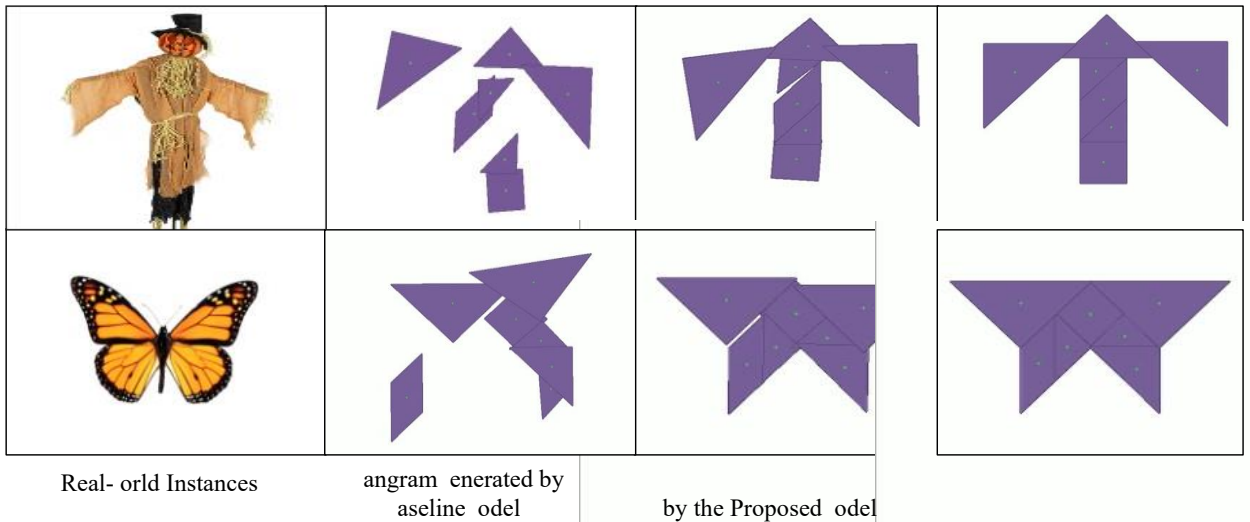 Real- orld Instances
angram enerated by
aseline odel
by the Proposed odel